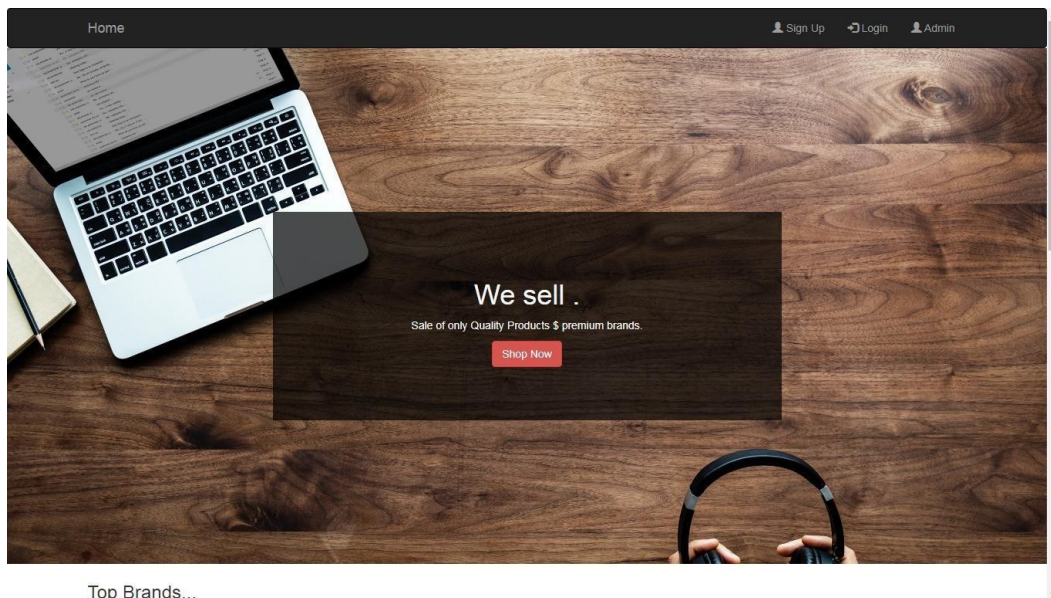 Home
Sign Up
Login
Admin
We sell .
Sale of only Quality Products $ premium brands.
Shop Now
Top Brands...